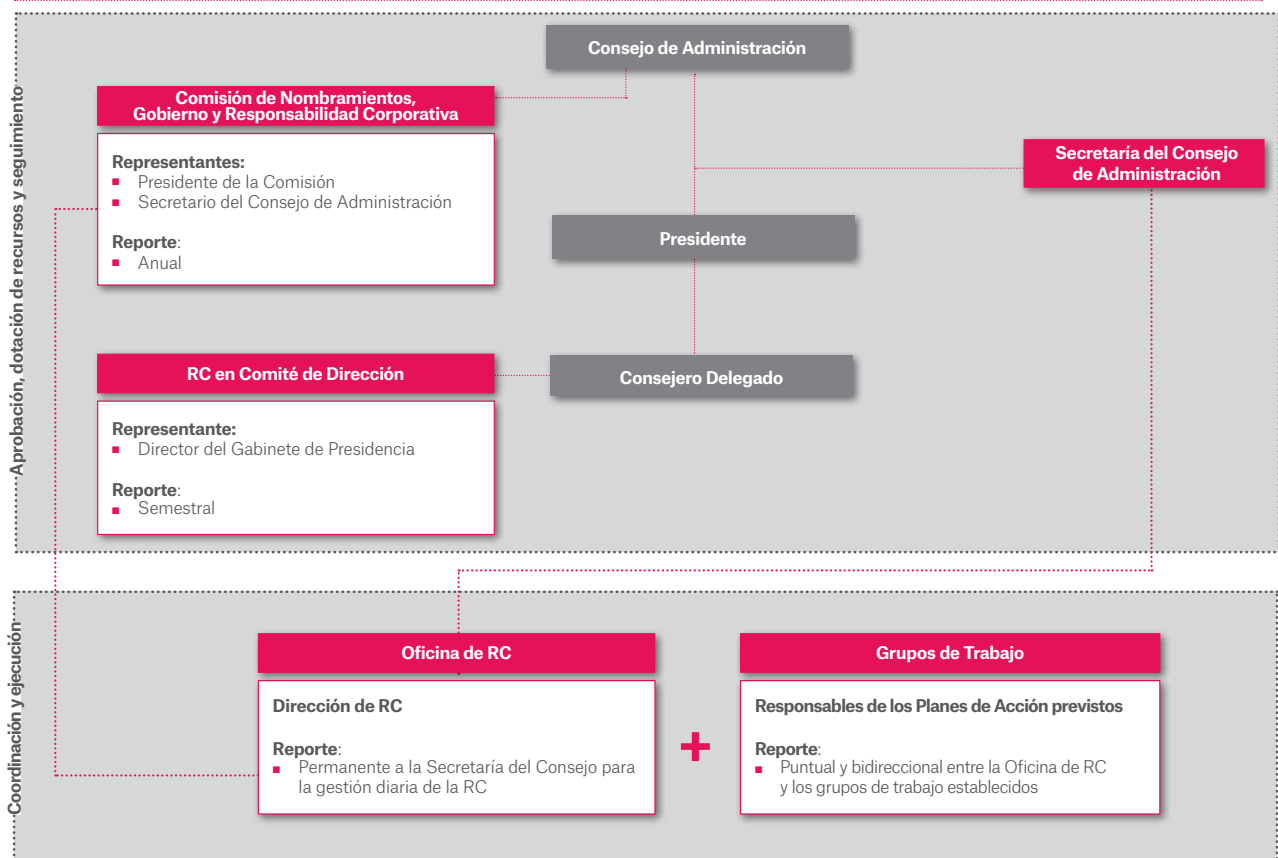 Aprobación, dotación de recursos y seguimiento
Consejo de Administración
Comisión de Nombramientos,
Gobierno y Responsabilidad Corporativa
Representantes:
▪ Presidente de la Comisión
▪ Secretario del Consejo de Administración
Reporte:
▪ Anual
Secretaría del Consejo
de Administración
Presidente
RC en Comité de Dirección
Representante:
▪ Director del Gabinete de Presidencia
Reporte:
▪ Semestral
Consejero Delegado
Coordinación y ejecución
Oficina de RC
Dirección de RC
Reporte:
▪ Permanente a la Secretaría del Consejo para
la gestión diaria de la RC
+
Grupos de Trabajo
Responsables de los Planes de Acción previstos
Reporte:
▪ Puntual y bidireccional entre la Oficina de RC
y los grupos de trabajo establecidos